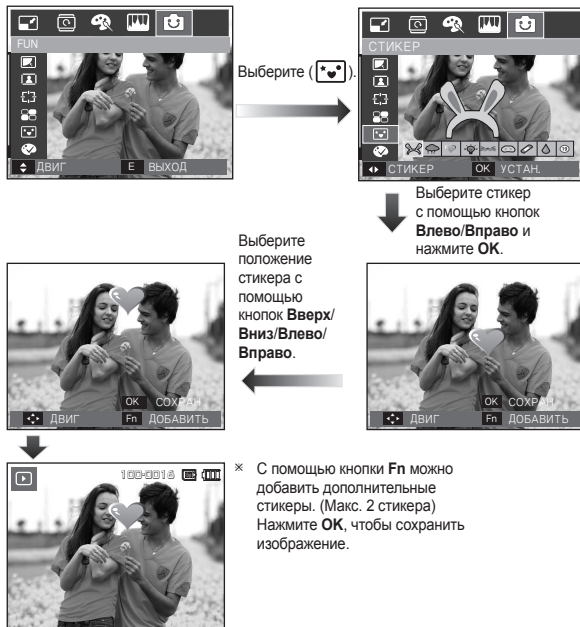 FUN
ДВИГ
E ВЫХОД
Выберите ( ).
СТИКЕР
СТИКЕР
OK УСТАН.
Выберите стикер
с помощью кнопок
Влево/Вправо и
нажмите OK.
OK СОХРАН
ДВИГ
Fn ДОБАВИТЬ
Выберите
положение
стикера с
помощью
кнопок Вверх/
Вниз/Влево/
Вправо.
OK СОХРАН
ДВИГ
Fn ДОБАВИТЬ
100-0016
※ С помощью кнопки Fn можно
добавить дополнительные
стикеры. (Макс. 2 стикера)
Нажмите OK, чтобы сохранить
изображение.